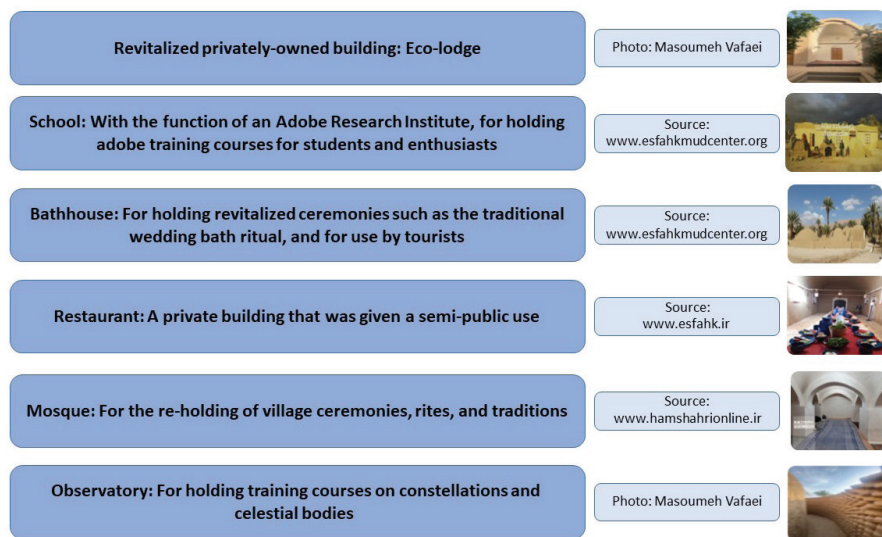 Revitalized privately-owned building: Eco-lodge
Photo: Masoumeh Vafaei
School: With the function of an Adobe Research Institute, for holding
adobe training courses for students and enthusiasts
Source:
www.esfahkmudcenter.org
Bathhouse: For holding revitalized ceremonies such as the traditional
wedding bath ritual, and for use by tourists
Source:
www.esfahkmudcenter.org
Restaurant: A private building that was given a semi-public use
Source:
www.esfahk.ir
Mosque: For the re-holding of village ceremonies, rites, and traditions
Source:
www.hamshahrionline.ir
Observatory: For holding training courses on constellations and
celestial bodies
Photo: Masoumeh Vafaei